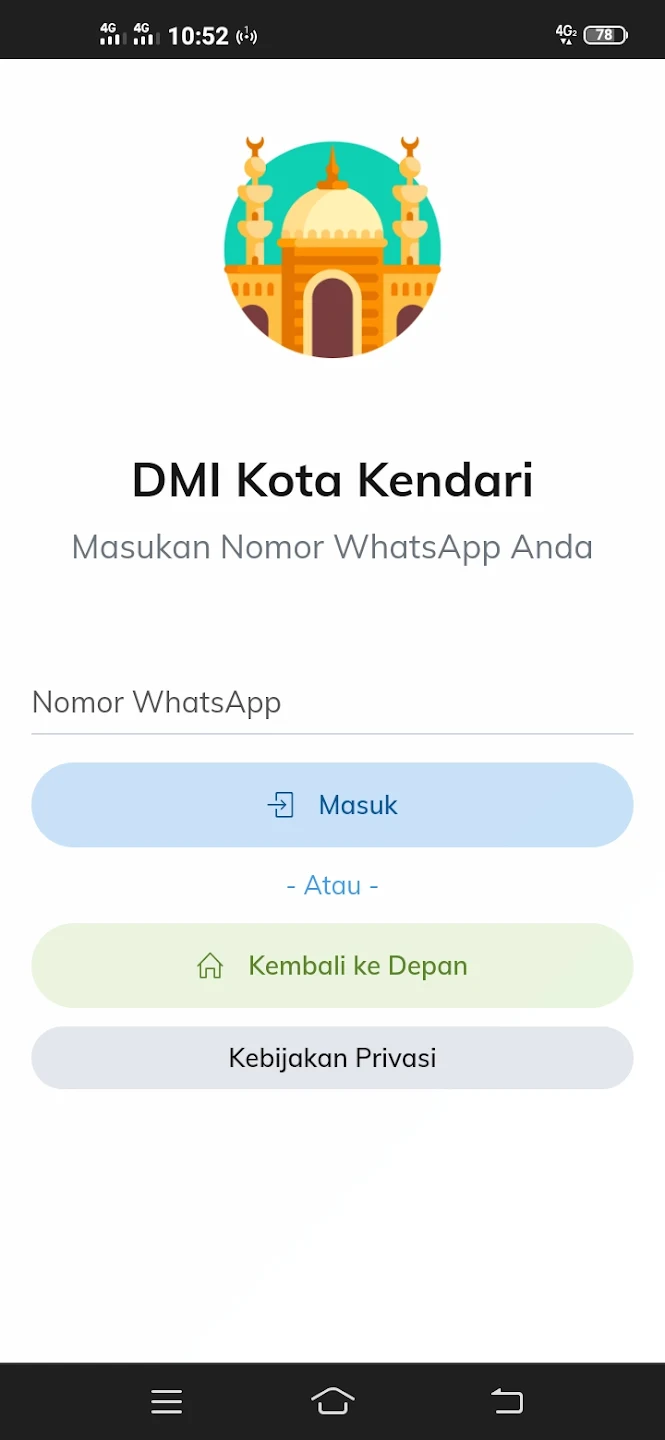 4G 4G 10:52 4G2 78
DMI Kota Kendari
Masukan Nomor WhatsApp Anda
Nomor WhatsApp
Masuk
- Atau -
Kembali ke Depan
Kebijakan Privasi